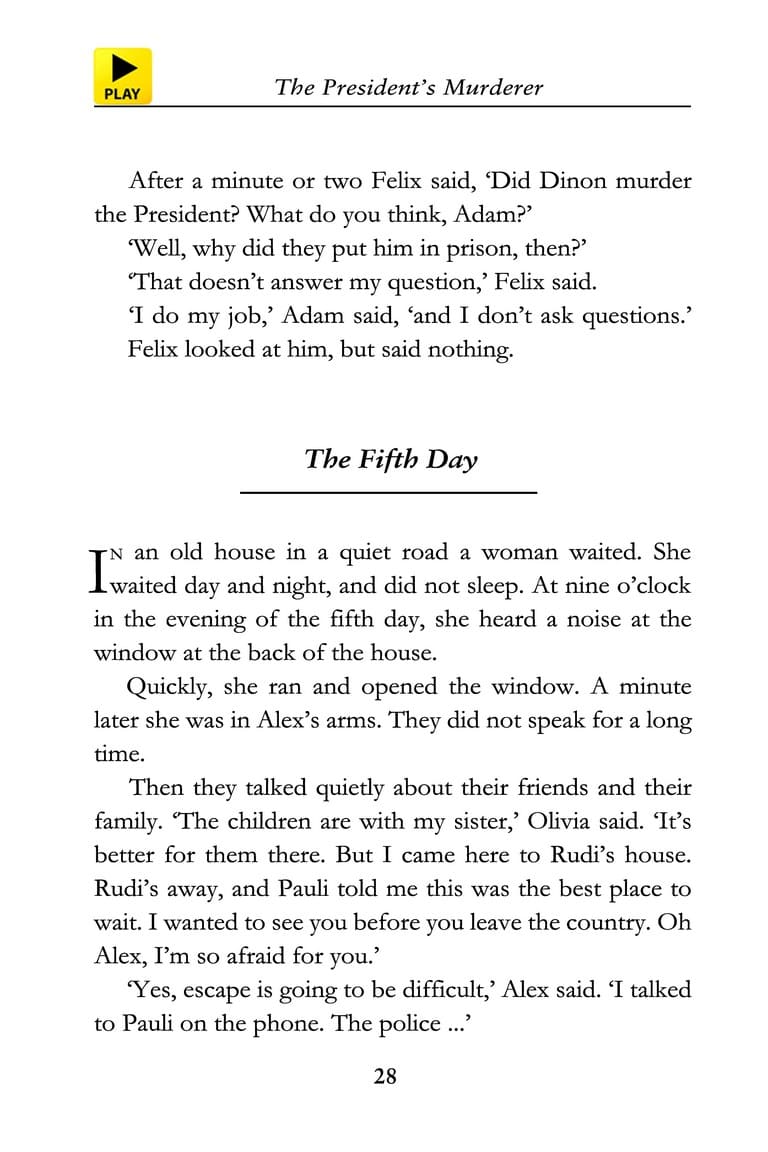 PLAY
The President's Murderer
After a minute or two Felix said, ‘Did Dinon murder
the President? What do you think, Adam?’
‘Well, why did they put him in prison, then?’
‘That doesn’t answer my question,’ Felix said.
‘I do my job,’ Adam said, ‘and I don’t ask questions.’
Felix looked at him, but said nothing.
The Fifth Day
IN an old house in a quiet road a woman waited. She
waited day and night, and did not sleep. At nine o’clock
in the evening of the fifth day, she heard a noise at the
window at the back of the house.
Quickly, she ran and opened the window. A minute
later she was in Alex’s arms. They did not speak for a long
time.
Then they talked quietly about their friends and their
family. ‘The children are with my sister,’ Olivia said. ‘It’s
better for them there. But I came here to Rudi’s house.
Rudi’s away, and Pauli told me this was the best place to
wait. I wanted to see you before you leave the country. Oh
Alex, I’m so afraid for you.’
‘Yes, escape is going to be difficult,’ Alex said. ‘I talked
to Pauli on the phone. The police ...’
28